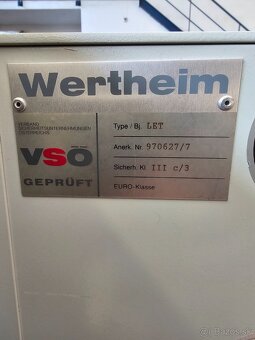 Wertheim
VERBAND
SICHERHEITSUNTERNEHMUNGEN
ÖSTERREICHS
VSÖ
GEPRÜFT
Type / Bj. LET
Anerk. Nr. 970627/7
Sicherh. Kl III c/3
EURO-Klasse